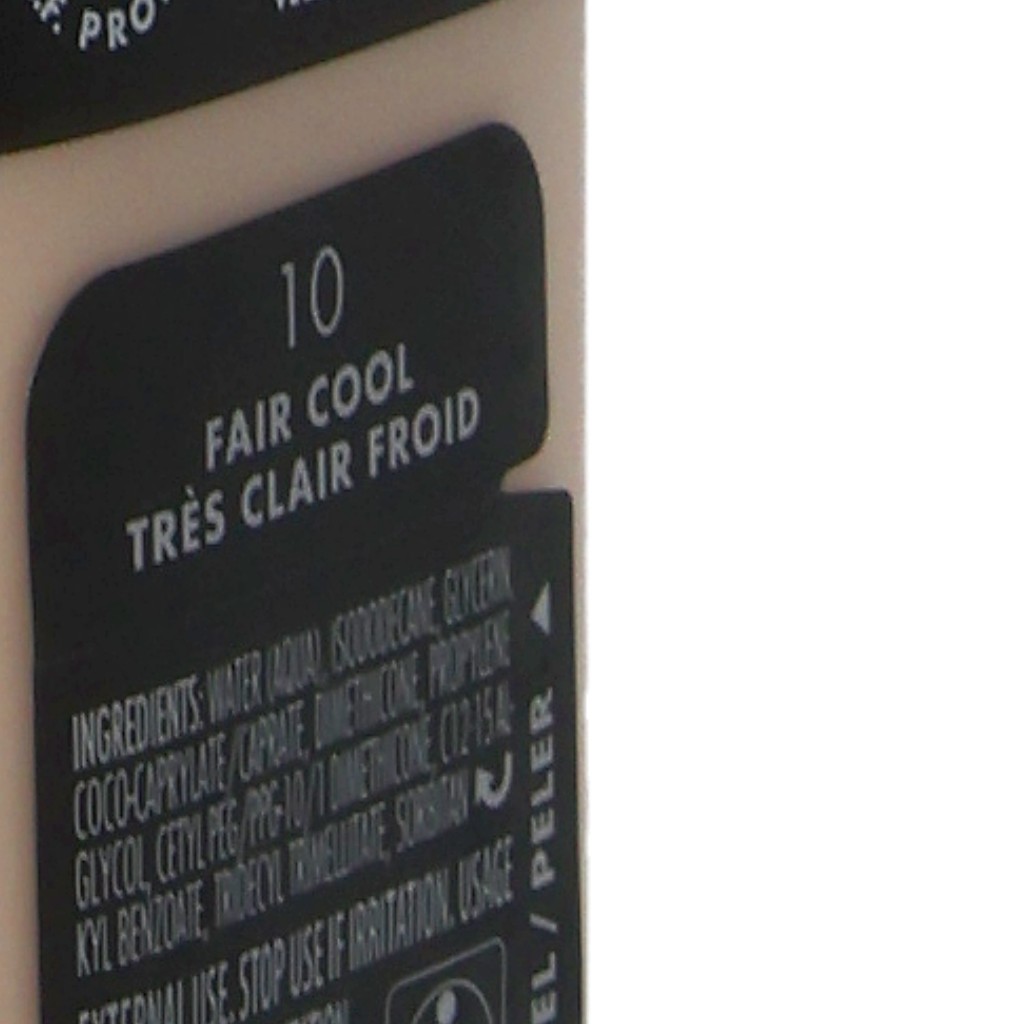 PRO
10
FAIR COOL
TRÈS CLAIR FROID
INGREDIENTS: WATER (AQUA), ISODODECANE, GLYCERIN,
COCO-CAPRYLATE/CAPRATE, DIMETHICONE, PROPYLENE
GLYCOL, CETYL PEG/PPG-10/1 DIMETHICONE, C12-15 AL-
KYL BENZOATE, TRIDECYL TRIMELLITATE, SORBITAN
EXTERNAL USE. STOP USE IF IRRITATION. USAGE
EL / PELER